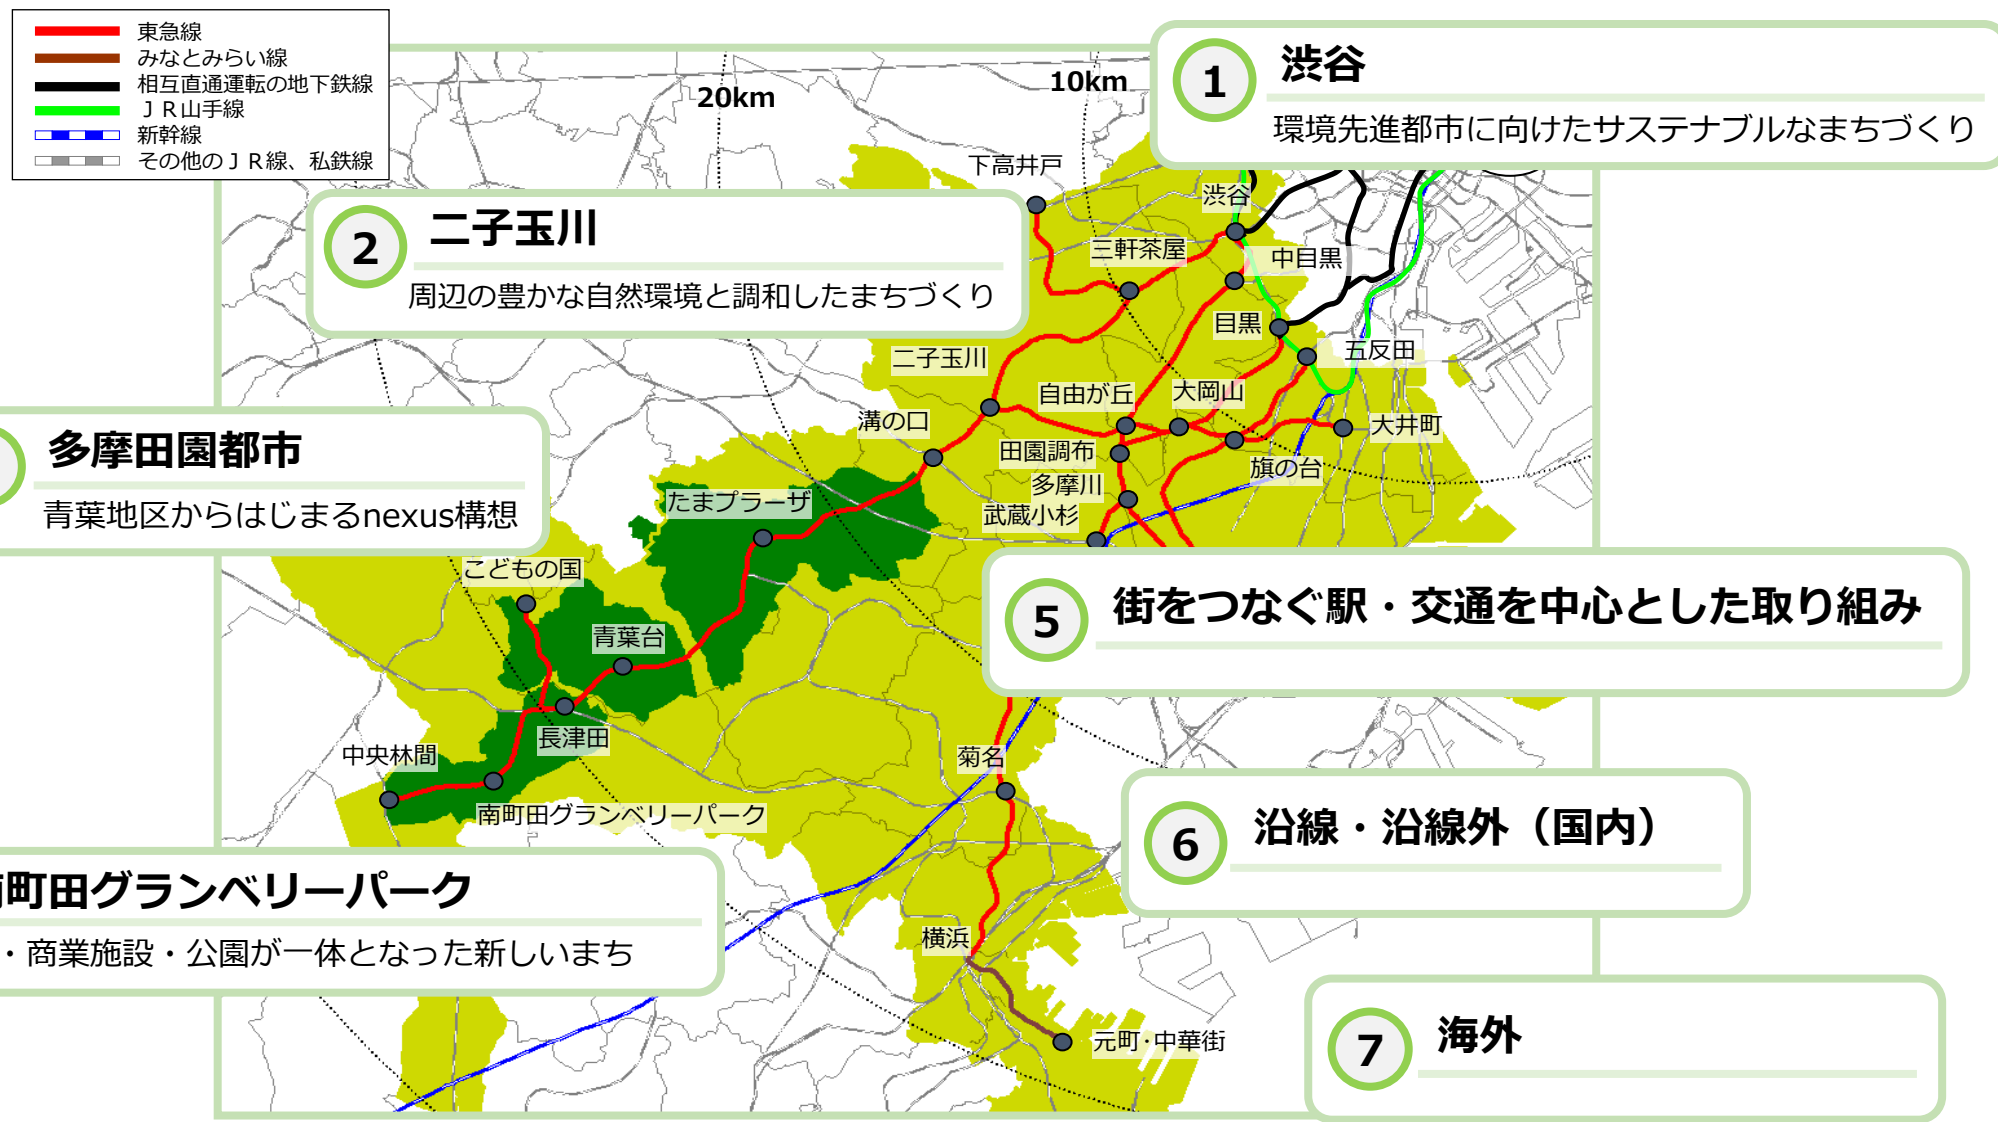 東急線
みなとみらい線
相互直通運転の地下鉄線
ＪＲ山手線
新幹線
その他のＪＲ線、私鉄線
20km
10km
1
渋谷
環境先進都市に向けたサステナブルなまちづくり
2
二子玉川
周辺の豊かな自然環境と調和したまちづくり
下高井戸
渋谷
三軒茶屋
中目黒
目黒
五反田
二子玉川
自由が丘
大岡山
溝の口
大井町
田園調布
旗の台
多摩川
武蔵小杉
多摩田園都市
青葉地区からはじまるnexus構想
たまプラーザ
こどもの国
青葉台
長津田
中央林間
南町田グランベリーパーク
5
街をつなぐ駅・交通を中心とした取り組み
菊名
6
沿線・沿線外（国内）
町田グランベリーパーク
・商業施設・公園が一体となった新しいまち
横浜
元町・中華街
7
海外